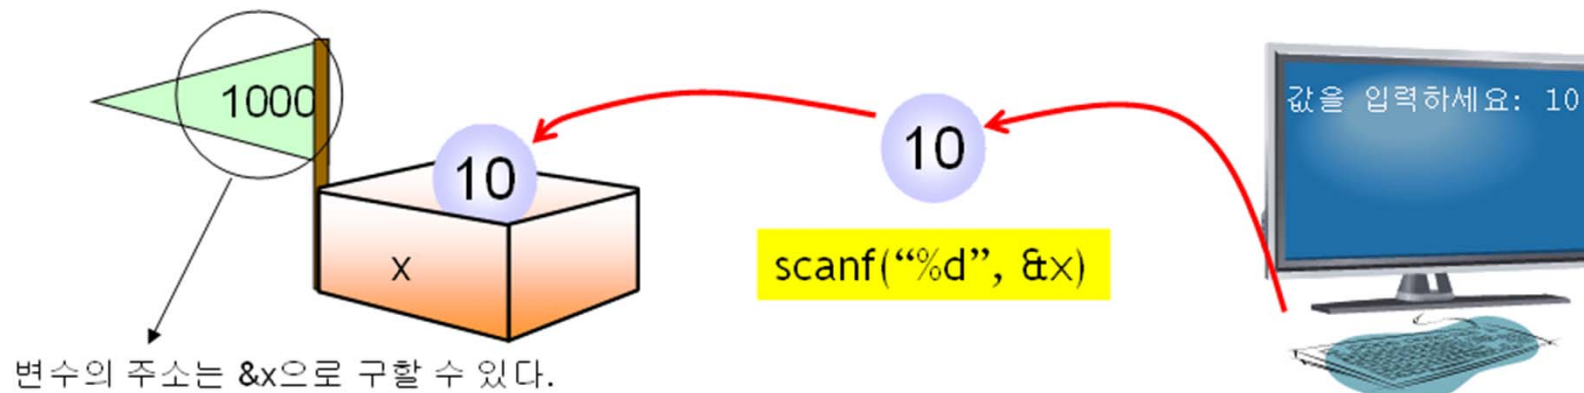 1000
10
x
변수의 주소는 &x으로 구할 수 있다.
10
scanf(“%d”, &x)
값을 입력하세요: 10